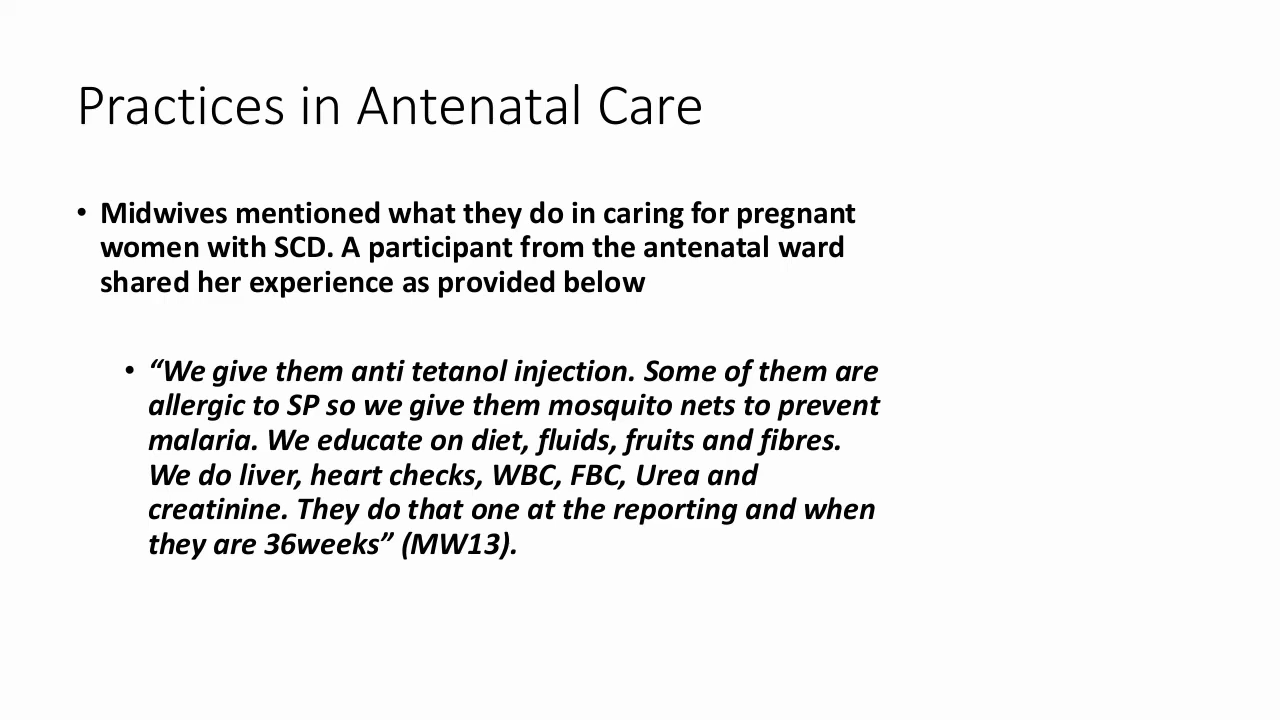 Practices in Antenatal Care
• Midwives mentioned what they do in caring for pregnant
women with SCD. A participant from the antenatal ward
shared her experience as provided below
• “We give them anti tetanol injection. Some of them are
allergic to SP so we give them mosquito nets to prevent
malaria. We educate on diet, fluids, fruits and fibres.
We do liver, heart checks, WBC, FBC, Urea and
creatinine. They do that one at the reporting and when
they are 36weeks” (MW13).